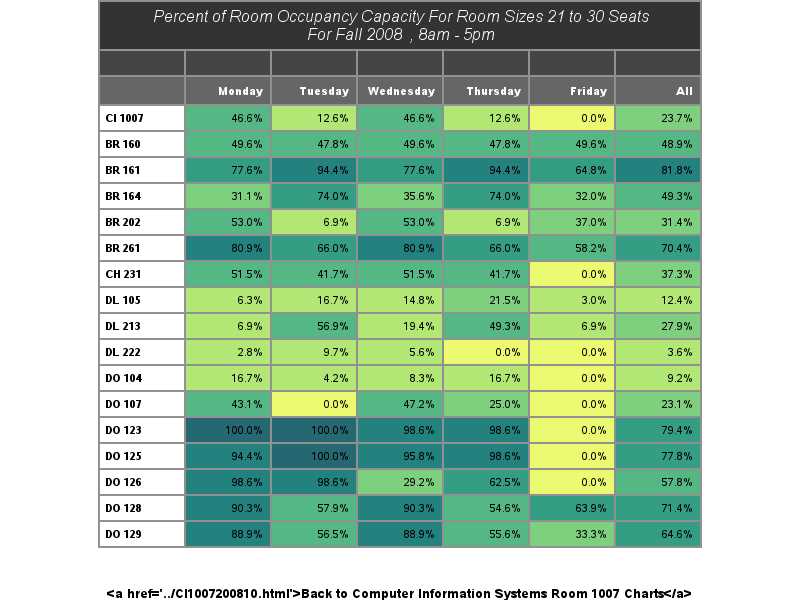 Percent of Room Occupancy Capacity For Room Sizes 21 to 30 Seats
For Fall 2008 , 8am - 5pm
Monday Tuesday Wednesday Thursday Friday All
CI 1007 46.6% 12.6% 46.6% 12.6% 0.0% 23.7%
BR 160 49.6% 47.8% 49.6% 47.8% 49.6% 48.9%
BR 161 77.6% 94.4% 77.6% 94.4% 64.8% 81.8%
BR 164 31.1% 74.0% 35.6% 74.0% 32.0% 49.3%
BR 202 53.0% 6.9% 53.0% 6.9% 37.0% 31.4%
BR 261 80.9% 66.0% 80.9% 66.0% 58.2% 70.4%
CH 231 51.5% 41.7% 51.5% 41.7% 0.0% 37.3%
DL 105 6.3% 16.7% 14.8% 21.5% 3.0% 12.4%
DL 213 6.9% 56.9% 19.4% 49.3% 6.9% 27.9%
DL 222 2.8% 9.7% 5.6% 0.0% 0.0% 3.6%
DO 104 16.7% 4.2% 8.3% 16.7% 0.0% 9.2%
DO 107 43.1% 0.0% 47.2% 25.0% 0.0% 23.1%
DO 123 100.0% 100.0% 98.6% 98.6% 0.0% 79.4%
DO 125 94.4% 100.0% 95.8% 98.6% 0.0% 77.8%
DO 126 98.6% 98.6% 29.2% 62.5% 0.0% 57.8%
DO 128 90.3% 57.9% 90.3% 54.6% 63.9% 71.4%
DO 129 88.9% 56.5% 88.9% 55.6% 33.3% 64.6%
&lt;a href='../CI1007200810.html'&gt;Back to Computer Information Systems Room 1007 Charts&lt;/a&gt;